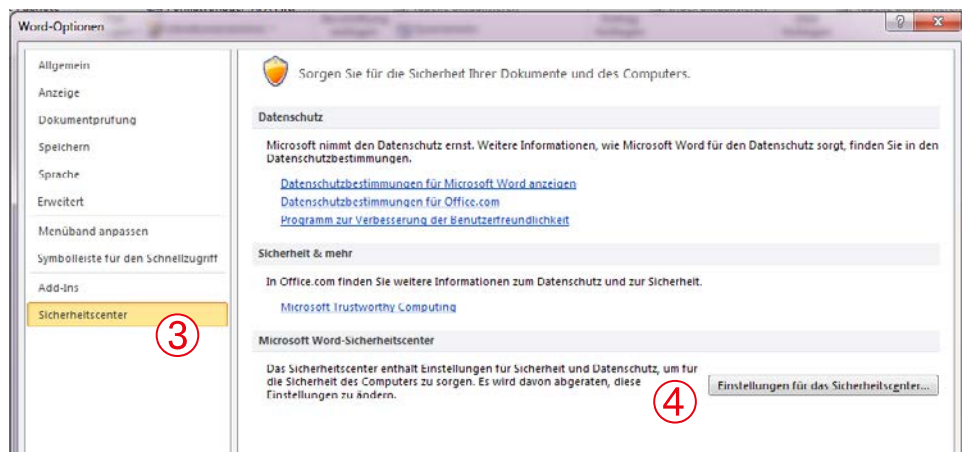 Word-Optionen
Allgemein
Anzeige
Dokumentprüfung
Speichern
Sprache
Erweitert
Menüband anpassen
Symbolleiste für den Schnellzugriff
Add-Ins
Sicherheitscenter
③
Sorgen Sie für die Sicherheit Ihrer Dokumente und des Computers.
Datenschutz
Microsoft nimmt den Datenschutz ernst. Weitere Informationen, wie Microsoft Word für den Datenschutz sorgt, finden Sie in den
Datenschutzbestimmungen.
Datenschutzbestimmungen für Microsoft Word anzeigen
Datenschutzbestimmungen für Office.com
Programm zur Verbesserung der Benutzerfreundlichkeit
Sicherheit & mehr
In Office.com finden Sie weitere Informationen zum Datenschutz und zur Sicherheit.
Microsoft Trustworthy Computing
Microsoft Word-Sicherheitscenter
Das Sicherheitscenter enthält Einstellungen für Sicherheit und Datenschutz, um für
die Sicherheit des Computers zu sorgen. Es wird davon abgeraten, diese
Einstellungen zu ändern.
④
Einstellungen für das Sicherheitscenter...